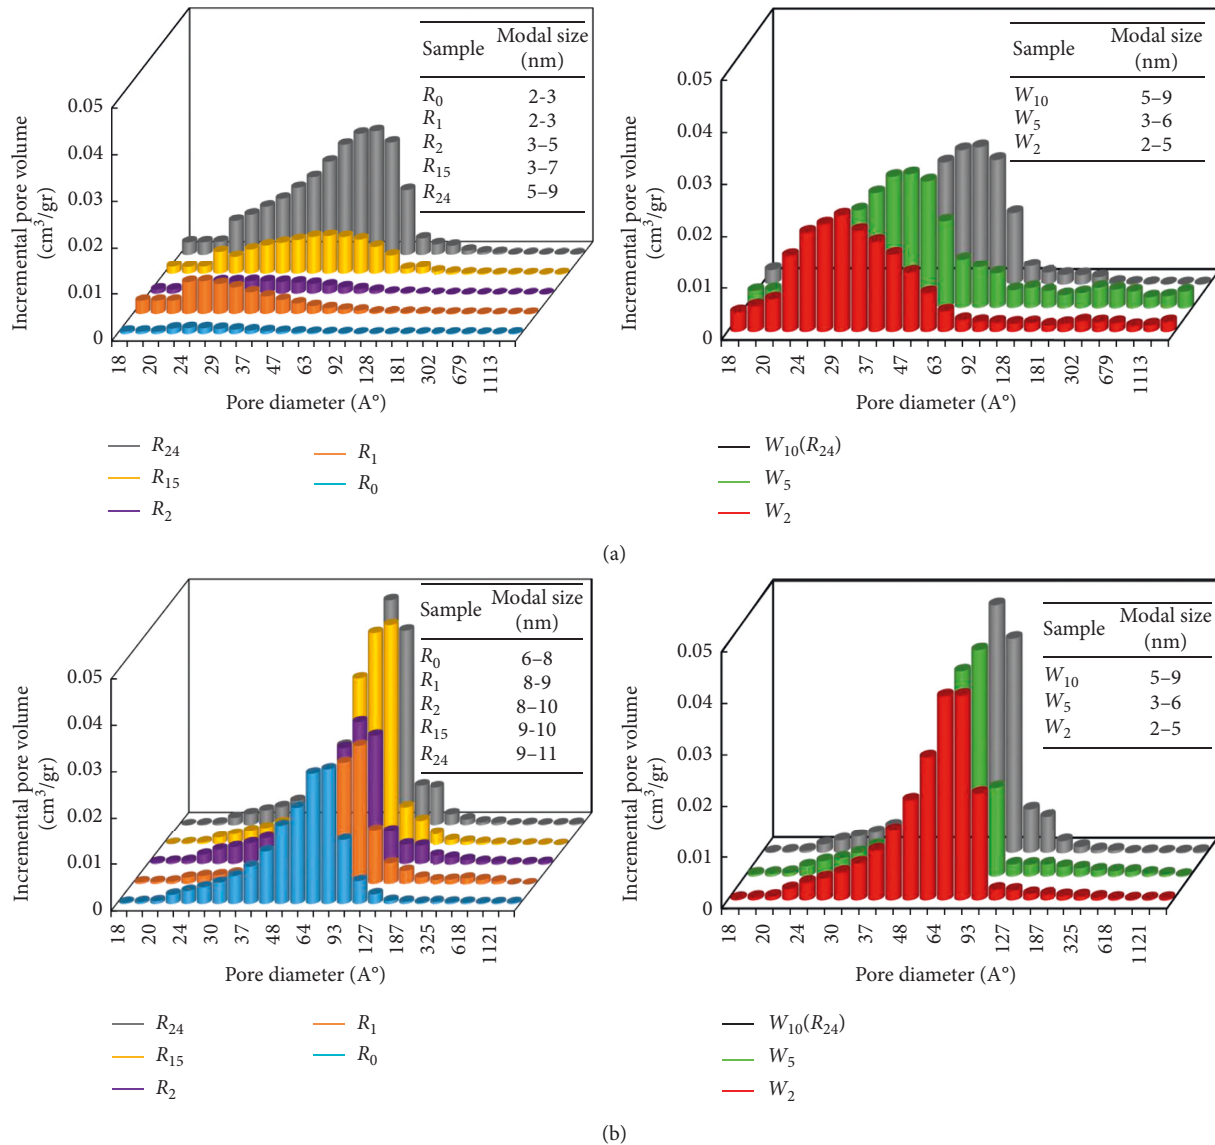 Sample Modal size
(nm)
R0 2-3
R1 2-3
R2 3–5
R15 3–7
R24 5–9
Incremental pore volume
(cm3/gr)
0.05
0.04
0.03
0.02
0.01
0
18 20 24 29 37 47 63 92 128 181 302 679 1113
Pore diameter (A°)
R24 R1
R15 R0
R2
Sample Modal size
(nm)
W10 5–9
W5 3–6
W2 2–5
Incremental pore volume
(cm3/gr)
0.05
0.04
0.03
0.02
0.01
0
18 20 24 29 37 47 63 92 128 181 302 679 1113
Pore diameter (A°)
W10(R24)
W5
W2
(a)
Sample Modal size
(nm)
R0 6–8
R1 8-9
R2 8–10
R15 9-10
R24 9–11
Incremental pore volume
(cm3/gr)
0.05
0.04
0.03
0.02
0.01
0
18 20 24 30 37 48 64 93 127 187 325 618 1121
Pore diameter (A°)
R24 R1
R15 R0
R2
Sample Modal size
(nm)
W10 5–9
W5 3–6
W2 2–5
Incremental pore volume
(cm3/gr)
0.05
0.04
0.03
0.02
0.01
0
18 20 24 30 37 48 64 93 127 187 325 618 1121
Pore diameter (A°)
W10(R24)
W5
W2
(b)